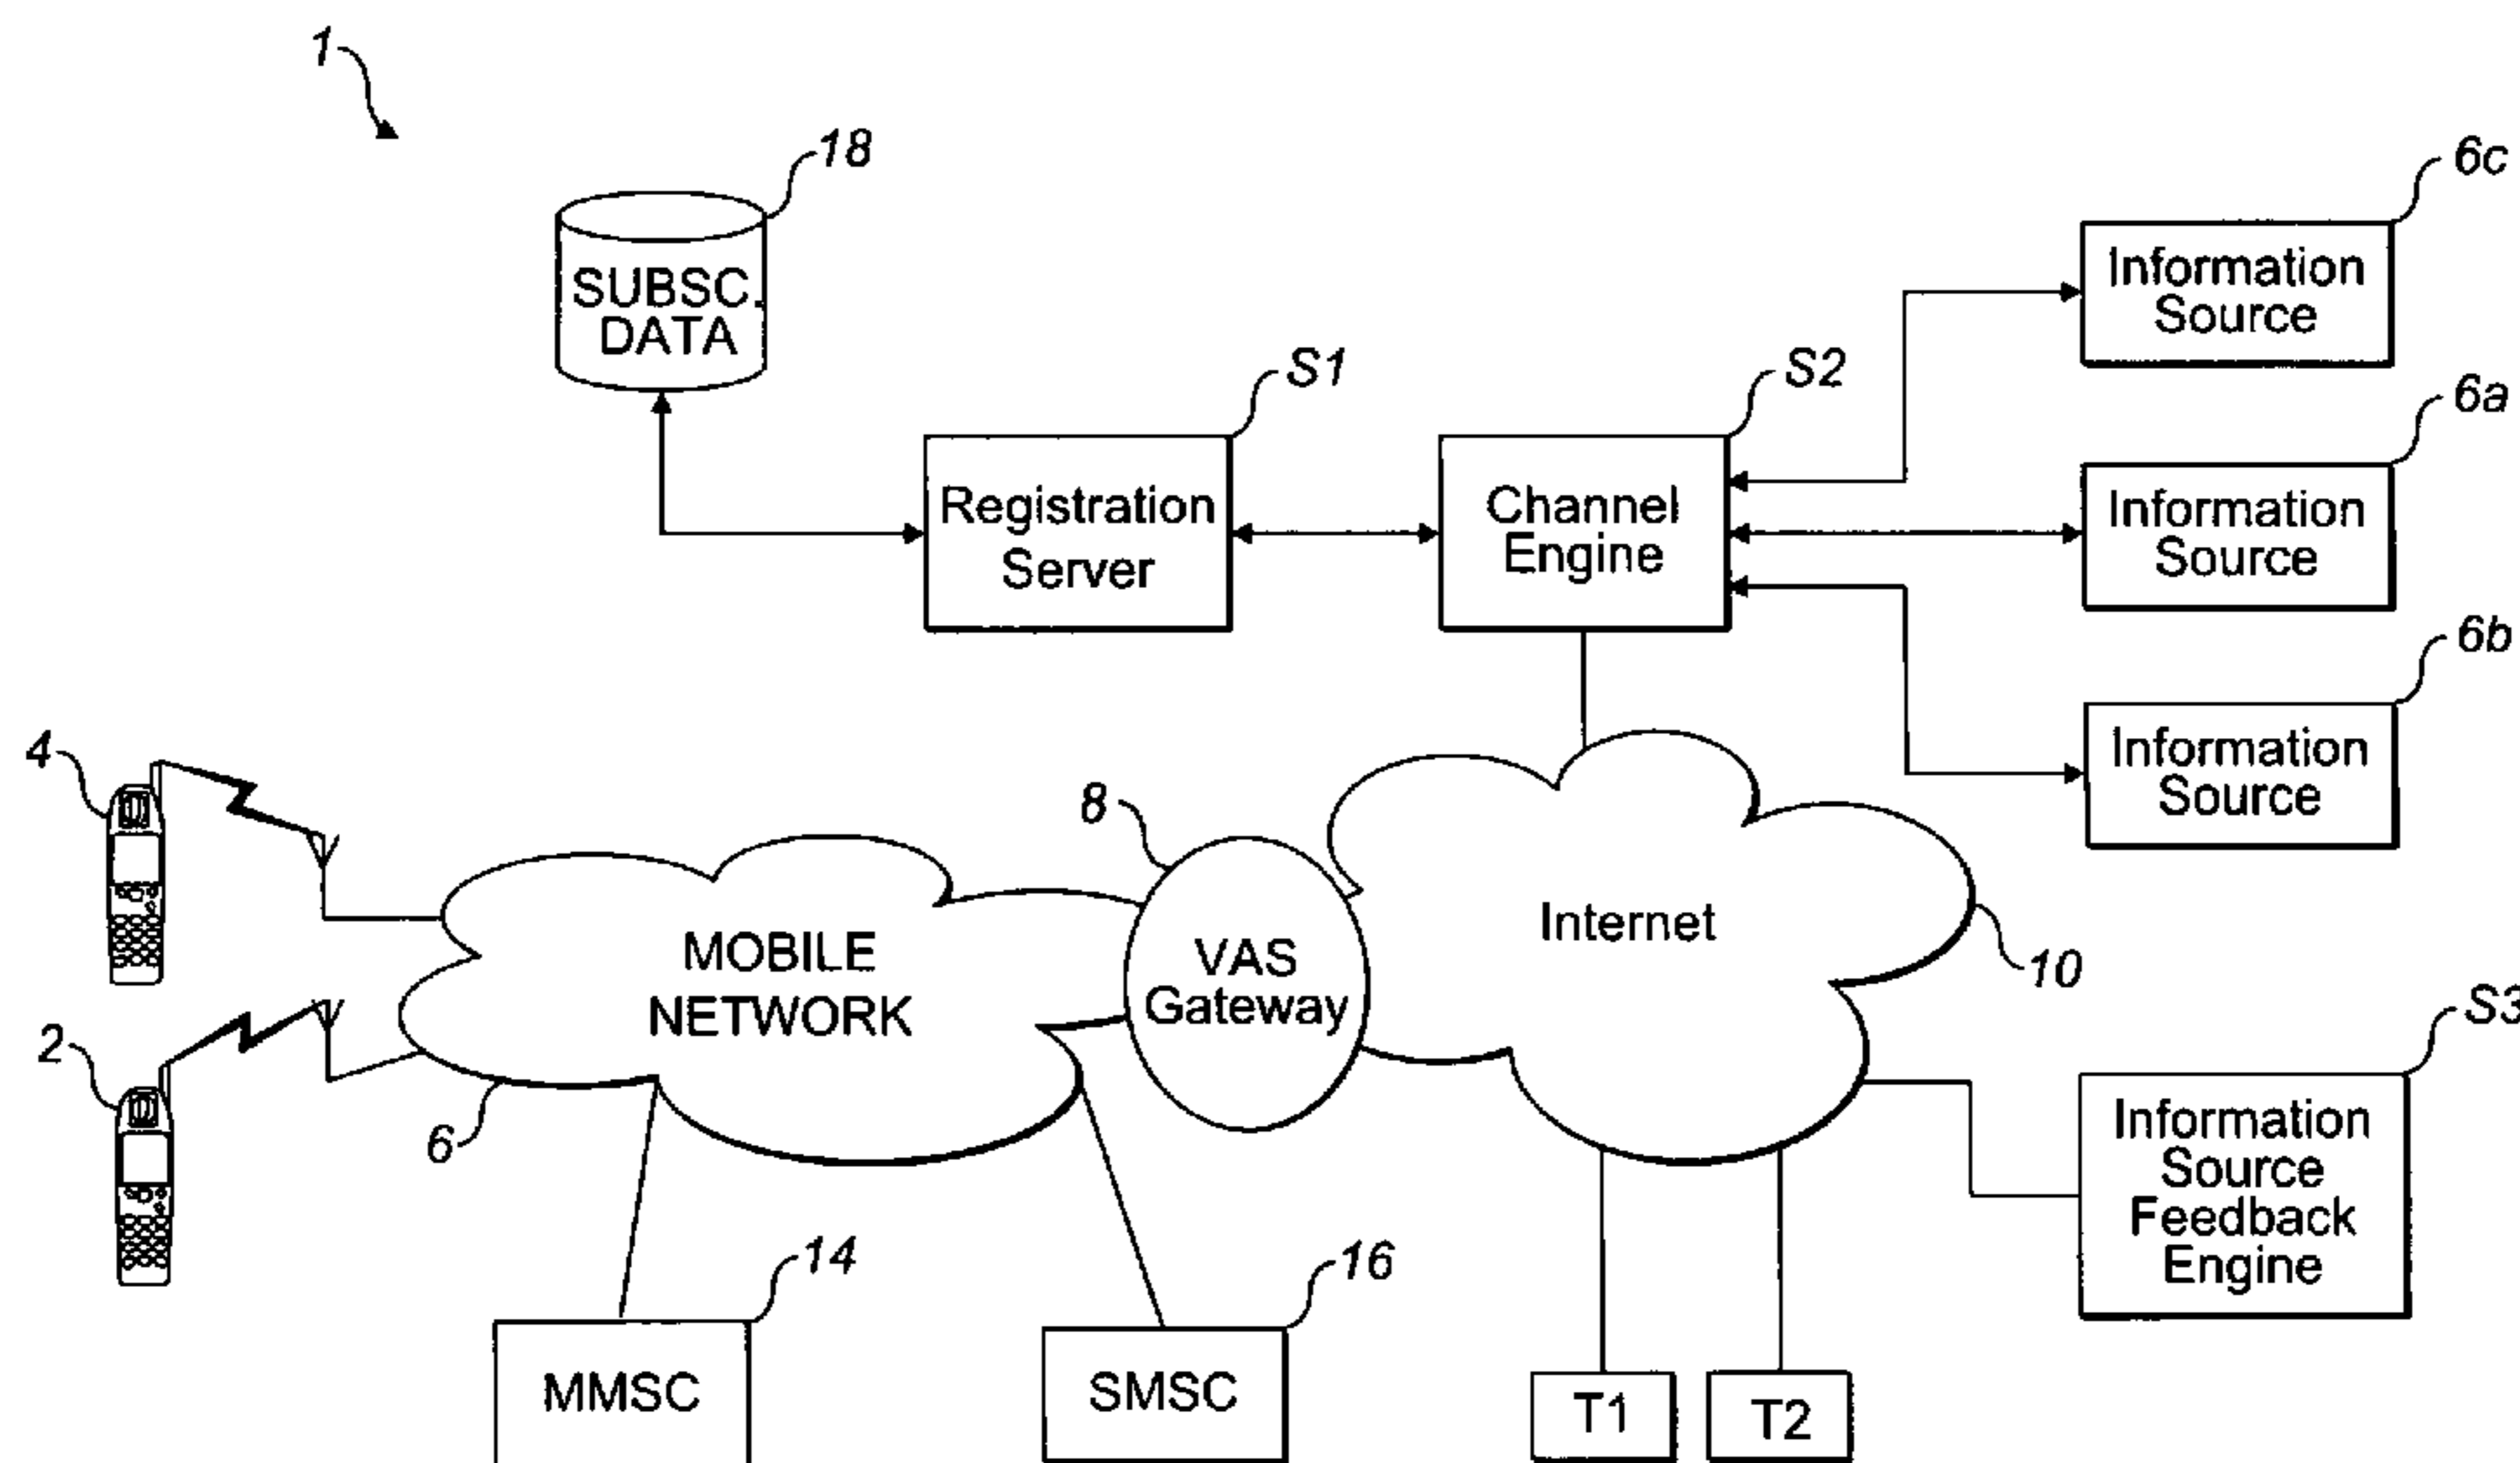 1
18
SUBSC.
DATA
S1
Registration
Server
S2
Channel
Engine
6c
Information
Source
6a
Information
Source
6b
Information
Source
4
2
6
MOBILE
NETWORK
8
VAS
Gateway
Internet
10
S3
Information
Source
Feedback
Engine
14
MMSC
16
SMSC
T1
T2